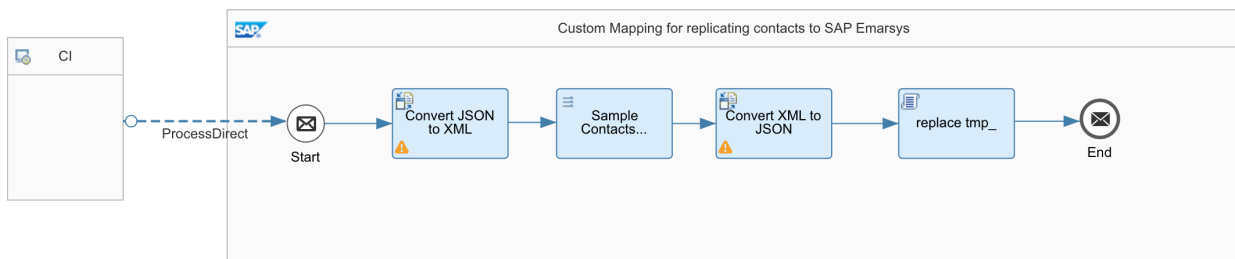 SAP
Custom Mapping for replicating contacts to SAP Emarsys
CI
ProcessDirect
Start
Convert JSON
to XML
Sample
Contacts...
Convert XML to
JSON
replace tmp_
End